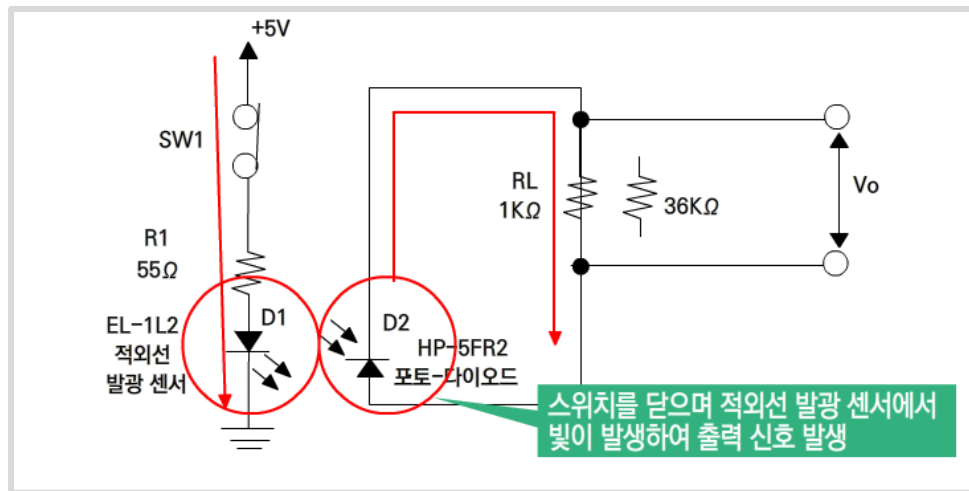 +5V
SW1
R1
55Ω
EL-1L2
적외선
발광 센서
D1
D2
HP-5FR2
포토-다이오드
RL
1KΩ
36KΩ
Vo
스위치를 닫으며 적외선 발광 센서에서
빛이 발생하여 출력 신호 발생